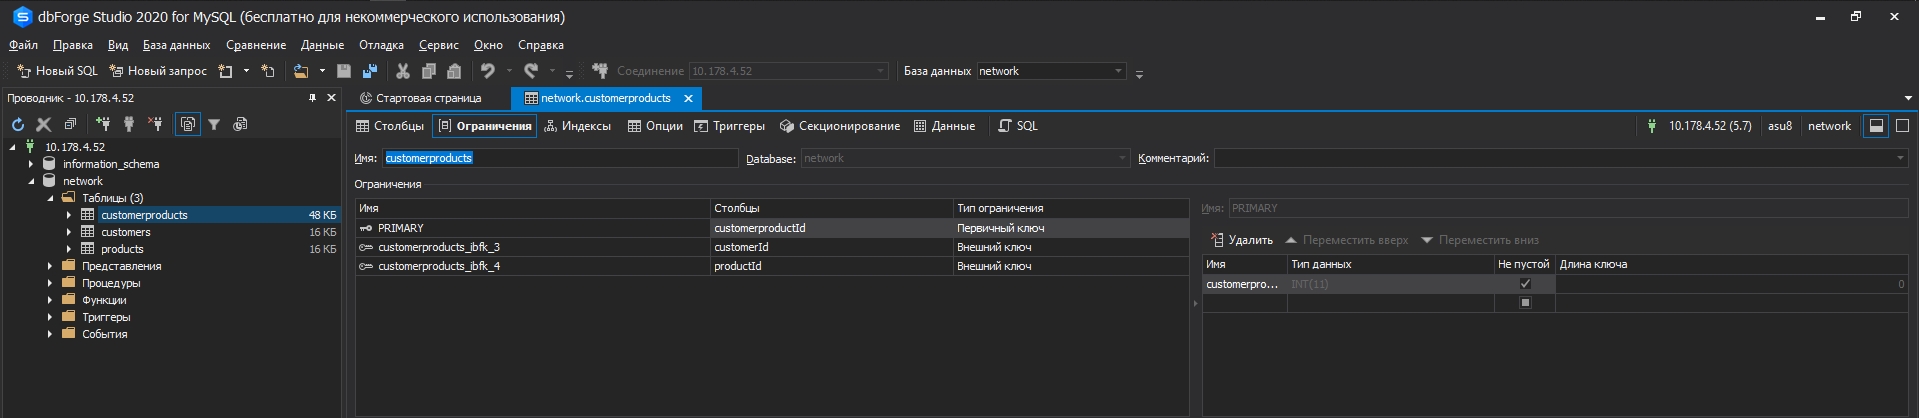 dbForge Studio 2020 for MySQL (бесплатно для некоммерческого использования)
Файл Правка Вид База данных Сравнение Данные Отладка Сервис Окно Справка
Новый SQL Новый запрос Соединение 10.178.4.52 База данных network
Проводник - 10.178.4.52
Стартовая страница network.customerproducts
Столбцы Ограничения Индексы Опции Триггеры Секционирование Данные SQL 10.178.4.52 (5.7) asu8 network
10.178.4.52
information_schema
network
Таблицы (3)
customerproducts 48 КБ
customers 16 КБ
products 16 КБ
Представления
Процедуры
Функции
Триггеры
События
Имя: customerproducts Database: network Комментарий:
Ограничения
Имя Столбцы Тип ограничения
PRIMARY customerproductId Первичный ключ
customerproducts_ibfk_3 customerId Внешний ключ
customerproducts_ibfk_4 productId Внешний ключ
Имя: PRIMARY
Удалить Переместить вверх Переместить вниз
Имя Тип данных Не пустой Длина ключа
customerpro... INT(11) 0